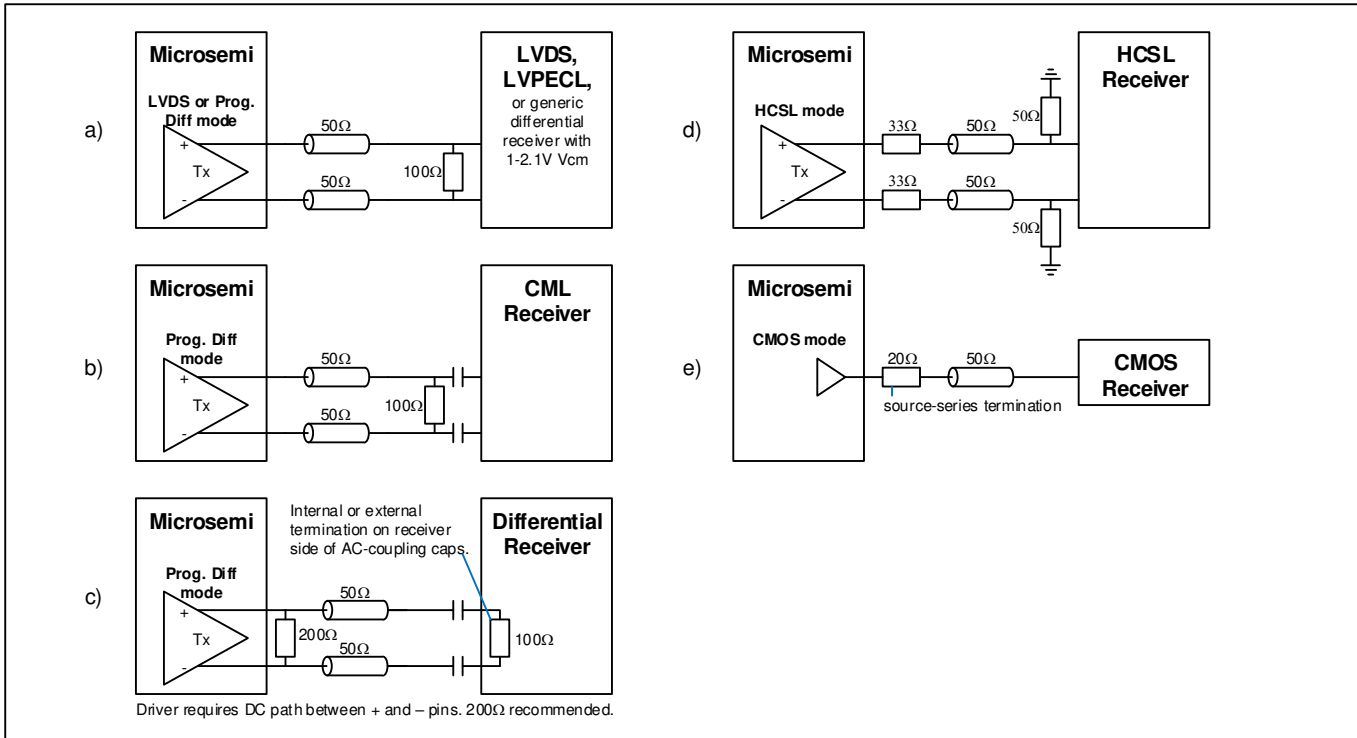 a)
Microsemi
LVDS or Prog.
Diff mode
+
Tx
-
50Ω
50Ω
100Ω
LVDS,
LVPECL,
or generic
differential
receiver with
1-2.1V Vcm
b)
Microsemi
Prog. Diff
mode
+
Tx
-
50Ω
50Ω
100Ω
CML
Receiver
c)
Microsemi
Prog. Diff
mode
+
Tx
-
200Ω
50Ω
50Ω
Internal or external
termination on receiver
side of AC-coupling caps.
Differential
Receiver
100Ω
Driver requires DC path between + and – pins. 200Ω recommended.
d)
Microsemi
HCSL mode
+
Tx
-
33Ω
50Ω
50Ω
33Ω
50Ω
50Ω
HCSL
Receiver
e)
Microsemi
CMOS mode
20Ω
50Ω
source-series termination
CMOS
Receiver